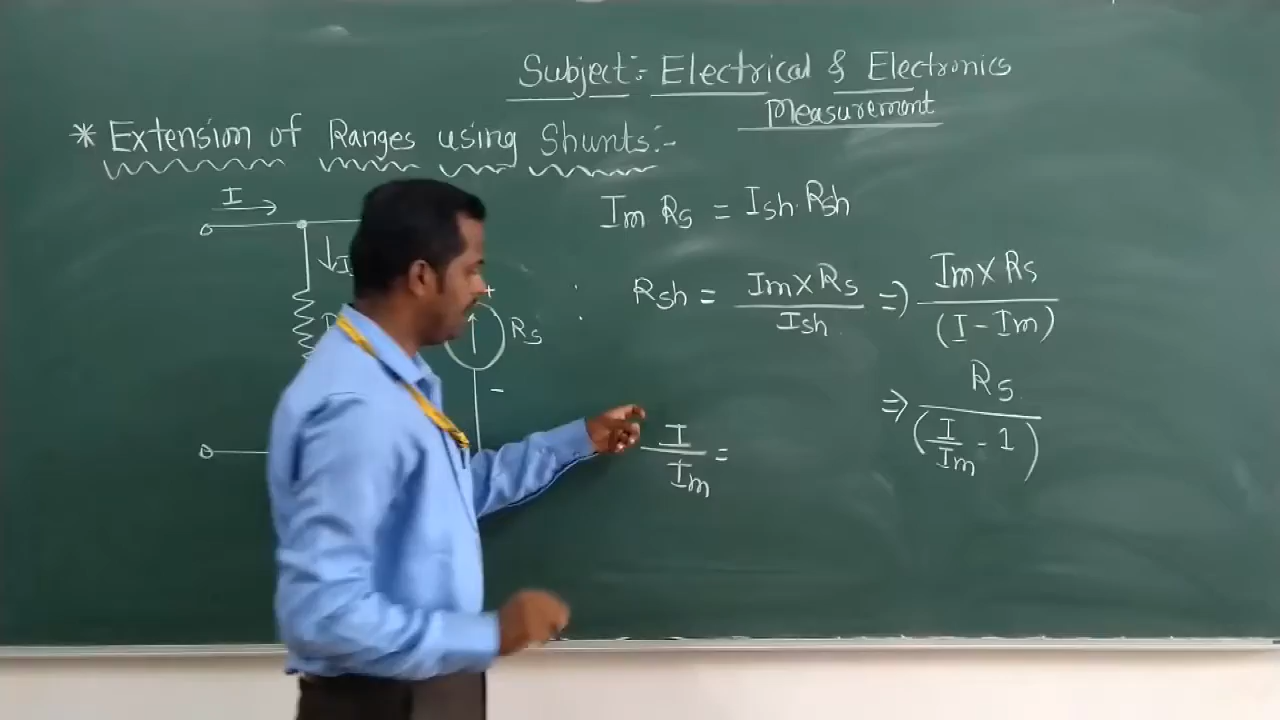 Subject:- Electrical & Electronics
Measurement
* Extension of Ranges using Shunts:-
I
I
+
Rs
-
Im Rs = Ish. Rsh
Rsh = Im X Rs / Ish => Im X Rs / (I - Im)
=> Rs / (I/Im - 1)
I / Im =